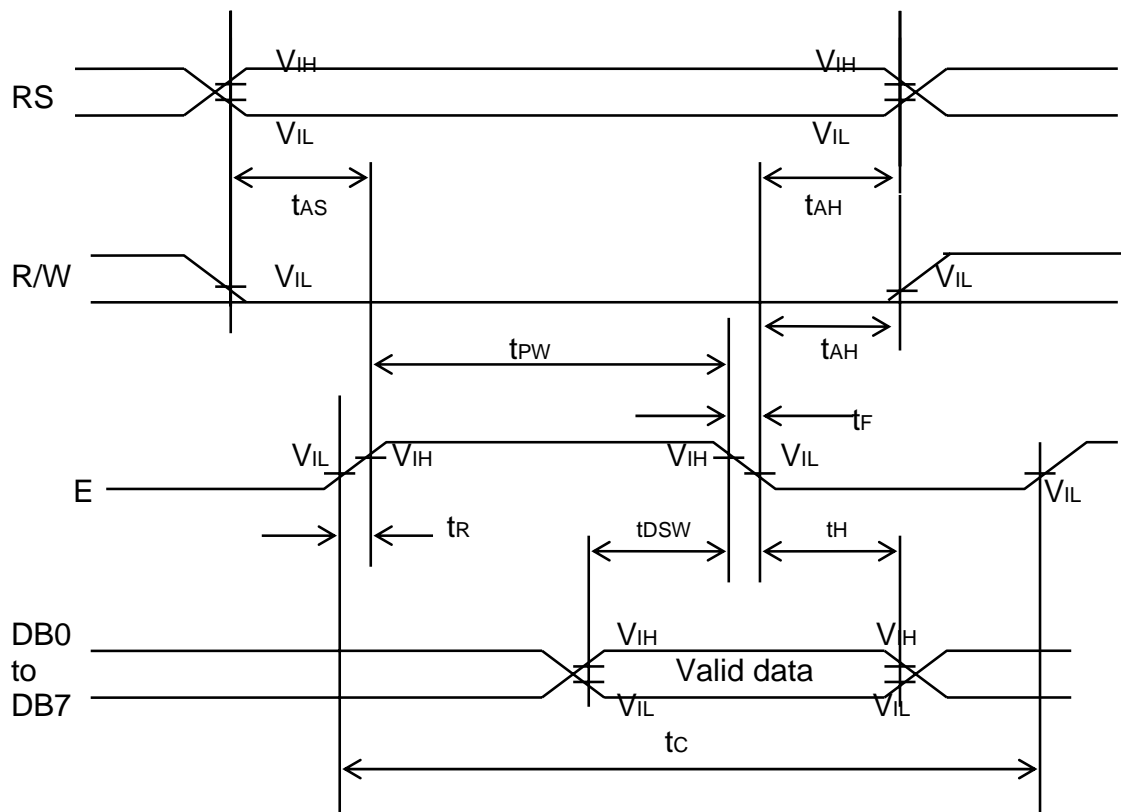 VIH VIH
RS
VIL VIL
tAS tAH
R/W VIL VIL
tPW tAH
tF
VIL VIH VIH VIL
E VIL
tR tDSW tH
DB0 VIH VIH
to Valid data
DB7 VIL VIL
tC